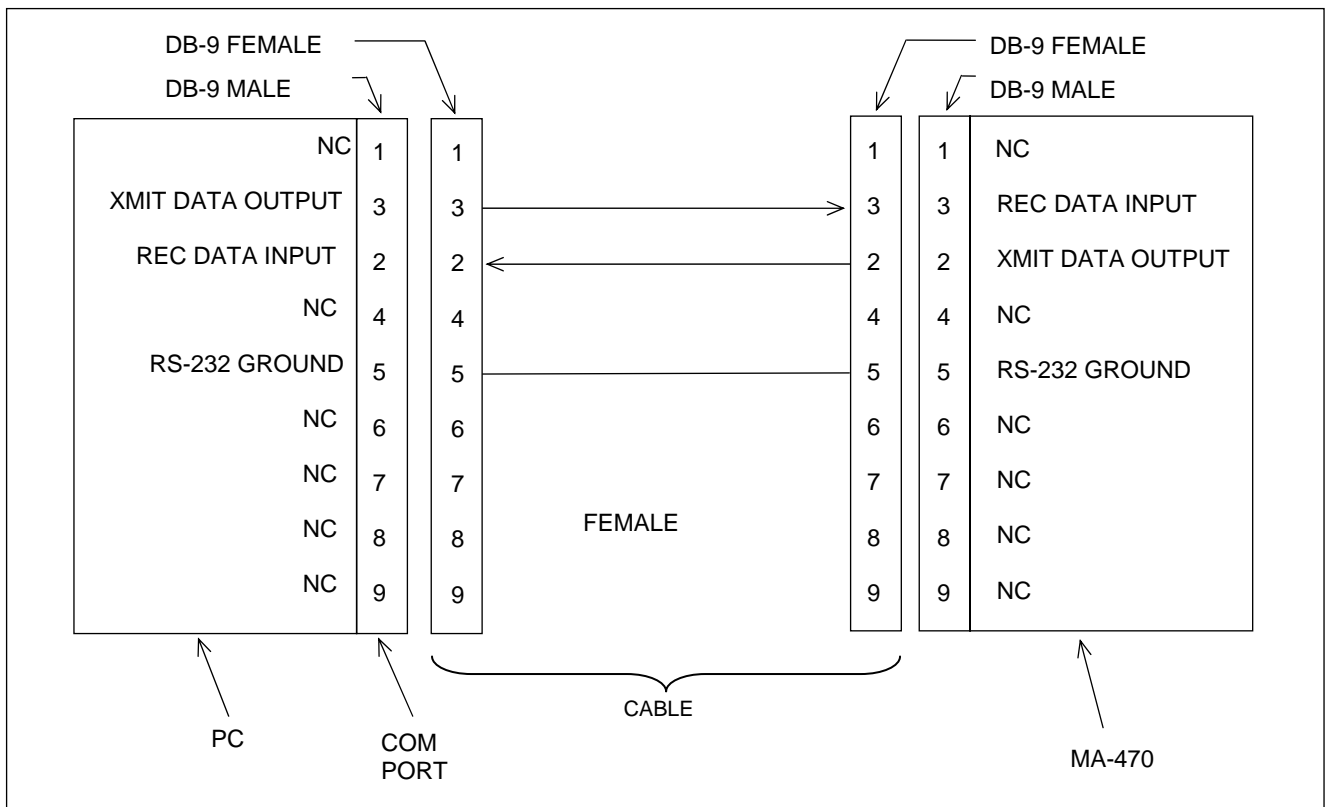 DB-9 FEMALE DB-9 FEMALE
DB-9 MALE DB-9 MALE
NC 1 1 1 1 NC
XMIT DATA OUTPUT 3 3 3 3 REC DATA INPUT
REC DATA INPUT 2 2 2 2 XMIT DATA OUTPUT
NC 4 4 4 4 NC
RS-232 GROUND 5 5 5 5 RS-232 GROUND
NC 6 6 6 6 NC
NC 7 7 7 7 NC
FEMALE
NC 8 8 8 8 NC
NC 9 9 9 9 NC
CABLE
PC
COM
PORT
MA-470